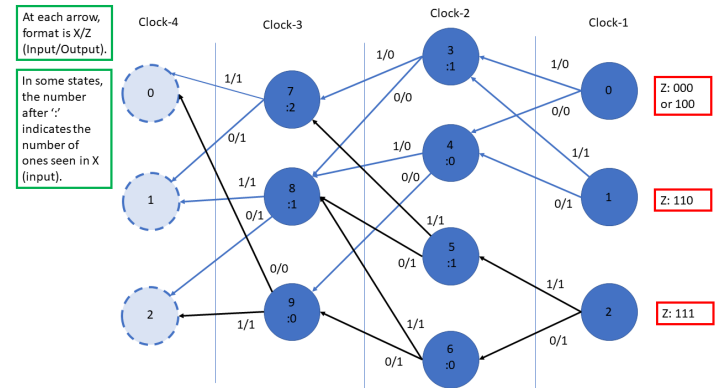 At each arrow,
format is X/Z
(Input/Output).
In some states,
the number
after ‘:’
indicates the
number of
ones seen in X
(input).
Clock-4
Clock-3
Clock-2
Clock-1
0
1
2
7
:2
8
:1
9
:0
3
:1
4
:0
5
:1
6
:0
0
1
2
1/1
0/1
1/1
0/1
0/0
1/1
1/0
0/0
1/0
0/0
1/1
0/1
1/1
0/1
1/0
0/0
1/1
0/1
1/1
0/1
Z: 000
or 100
Z: 110
Z: 111